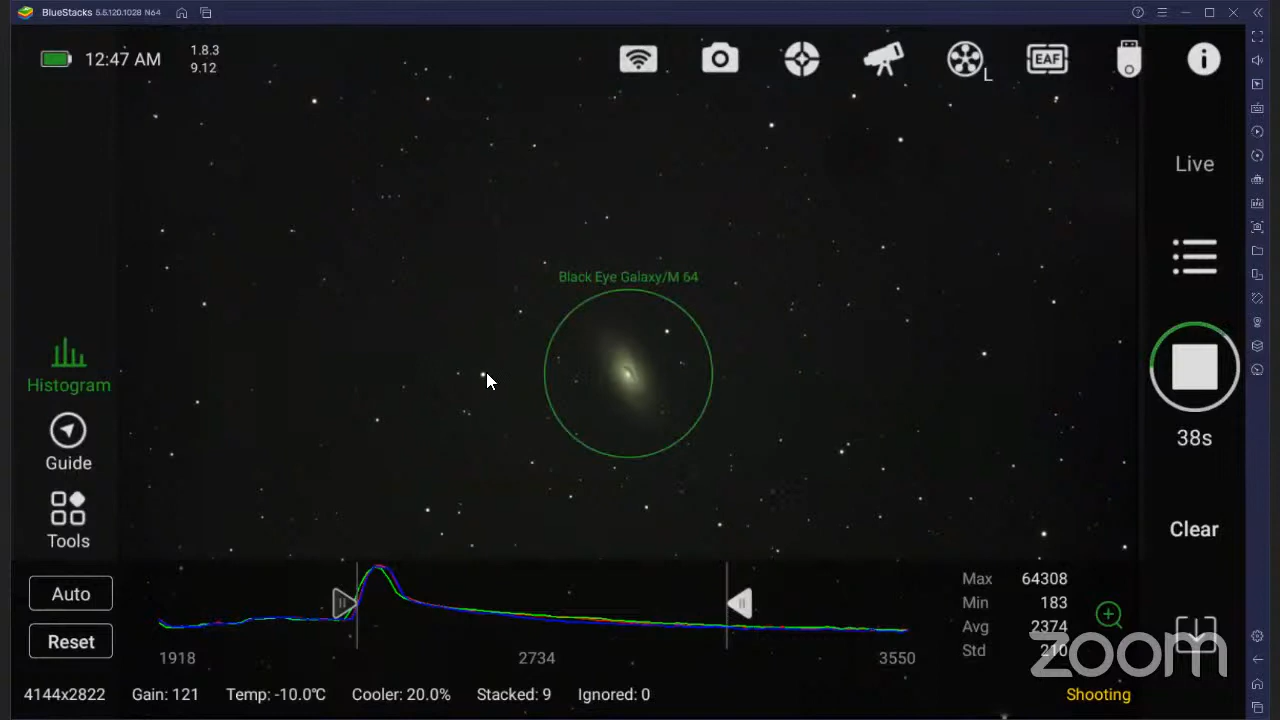 BlueStacks 5.5.120.1028 N64
12:47 AM
1.8.3
9.12
L
EAF
Live
Black Eye Galaxy/M 64
Histogram
38s
Guide
Tools
Clear
Auto
Reset
Max 64308
Min 183
Avg 2374
Std 210
1918 2734 3550
zoom
4144x2822 Gain: 121 Temp: -10.0℃ Cooler: 20.0% Stacked: 9 Ignored: 0 Shooting